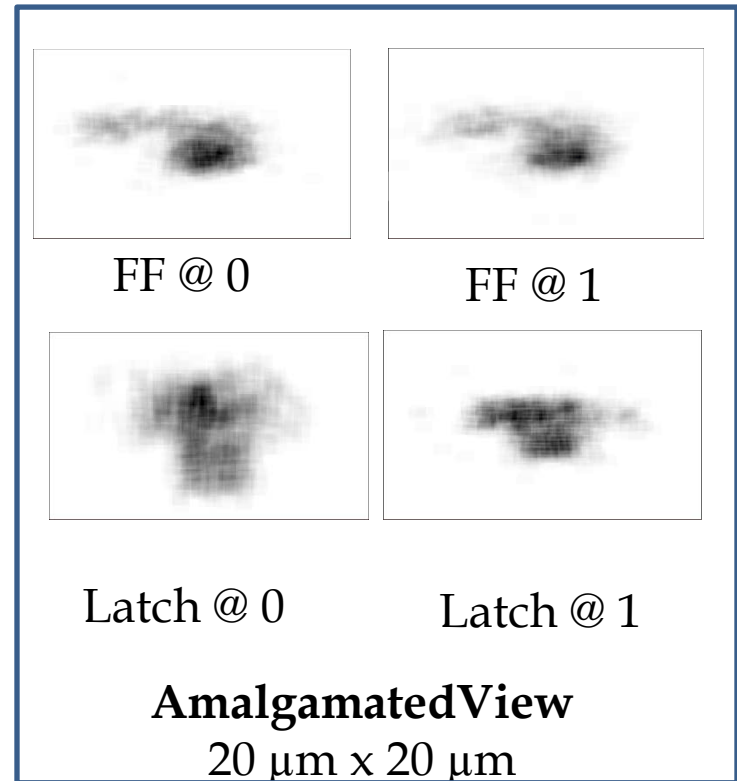 FF @ 0
FF @ 1
Latch @ 0
Latch @ 1
AmalgamatedView
20 µm x 20 µm